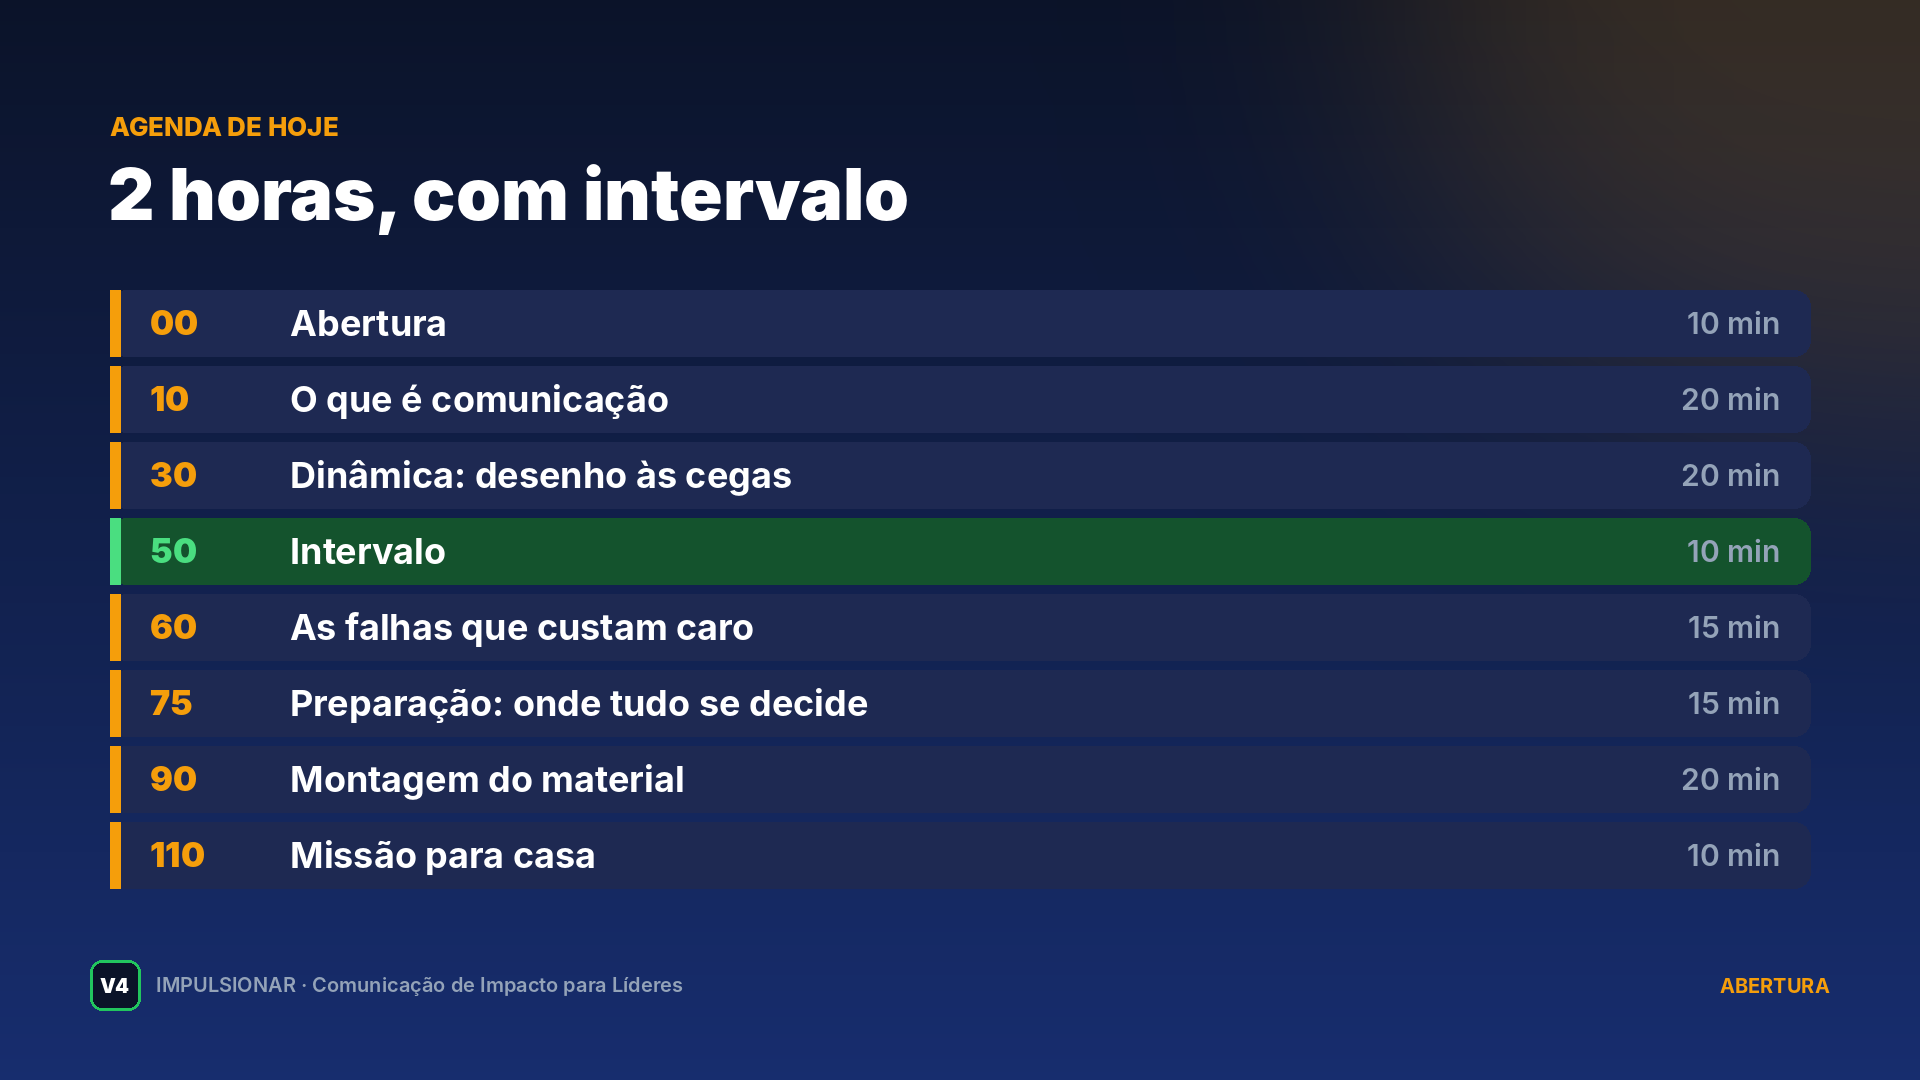 AGENDA DE HOJE
2 horas, com intervalo
00 Abertura 10 min
10 O que é comunicação 20 min
30 Dinâmica: desenho às cegas 20 min
50 Intervalo 10 min
60 As falhas que custam caro 15 min
75 Preparação: onde tudo se decide 15 min
90 Montagem do material 20 min
110 Missão para casa 10 min
V4 IMPULSIONAR · Comunicação de Impacto para Líderes ABERTURA